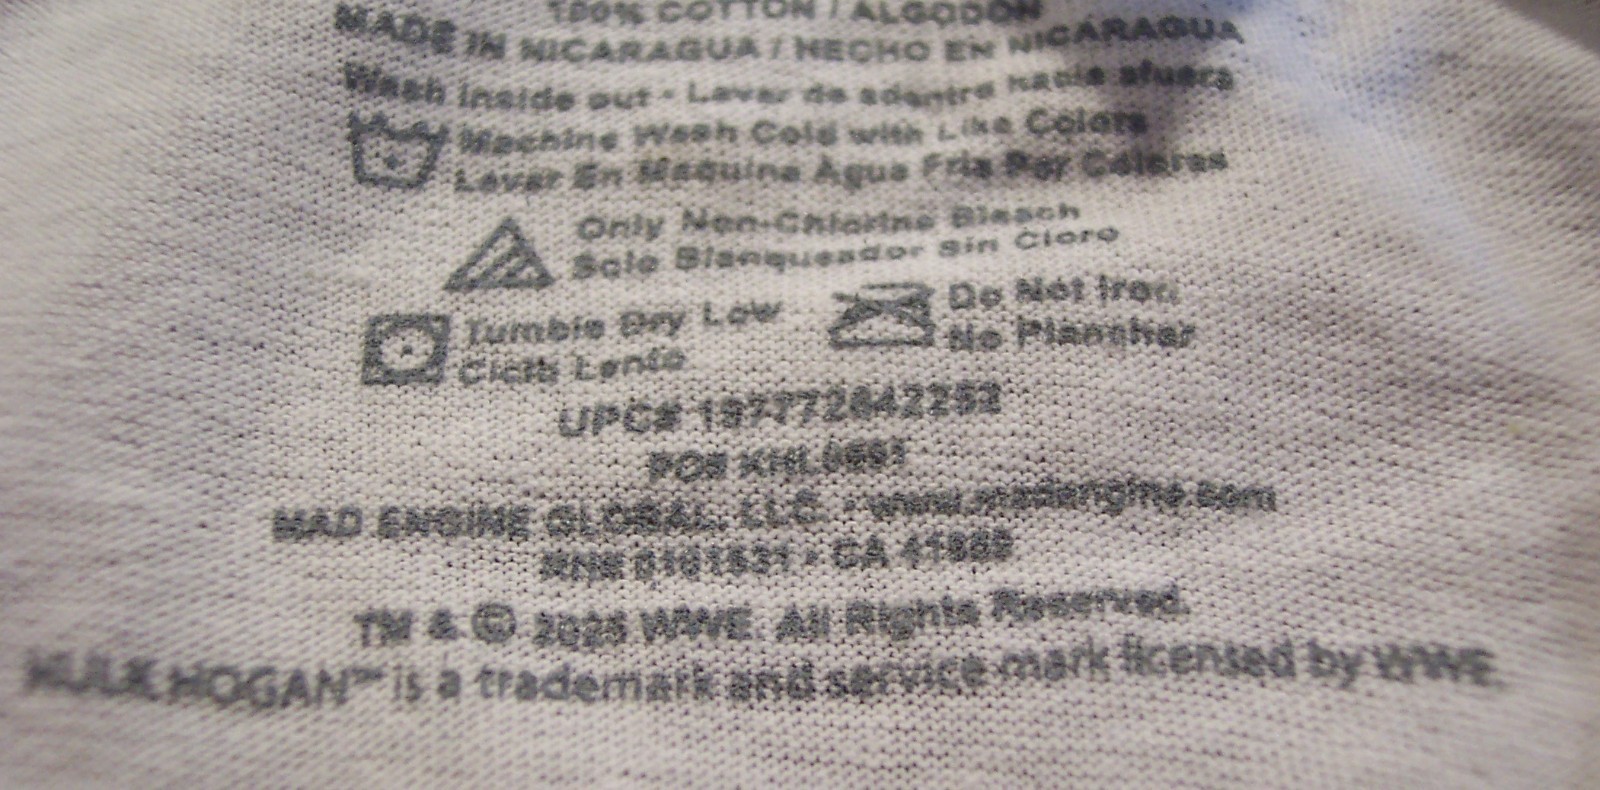 100% COTTON / ALGODON
MADE IN NICARAGUA / HECHO EN NICARAGUA
Wash inside out - Lavar de adentro hacia afuera
Machine Wash Cold with Like Colors
Lavar En Maquina Agua Fria Por Colores
Only Non-Chlorine Bleach
Solo Blanqueador Sin Cloro
Tumble Dry Low
Ciclo Lento
Do Not Iron
No Planchar
UPC# 197772642252
PO#
MAD ENGINE GLOBAL, LLC. - www.madengine.com
CA
TM & © WWE. All Rights Reserved.
HULK HOGAN™ is a trademark and service mark licensed by WWE